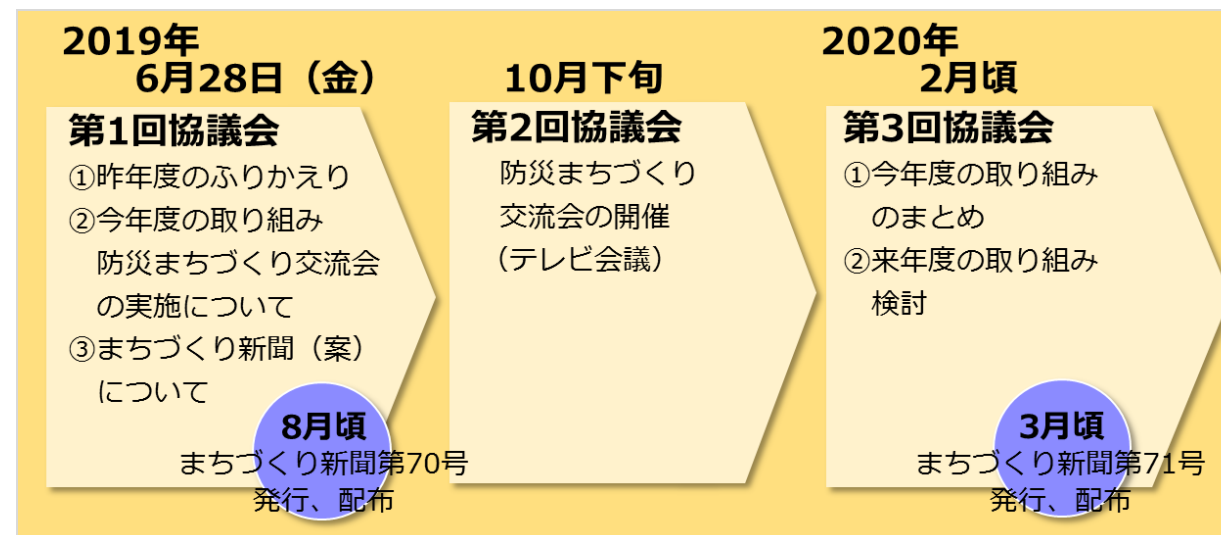 2019年
6月28日（金）
第1回協議会
①昨年度のふりかえり
②今年度の取り組み
防災まちづくり交流会
の実施について
③まちづくり新聞（案）
について
8月頃
まちづくり新聞第70号
発行、配布
10月下旬
第2回協議会
防災まちづくり
交流会の開催
（テレビ会議）
2020年
2月頃
第3回協議会
①今年度の取り組み
のまとめ
②来年度の取り組み
検討
3月頃
まちづくり新聞第71号
発行、配布